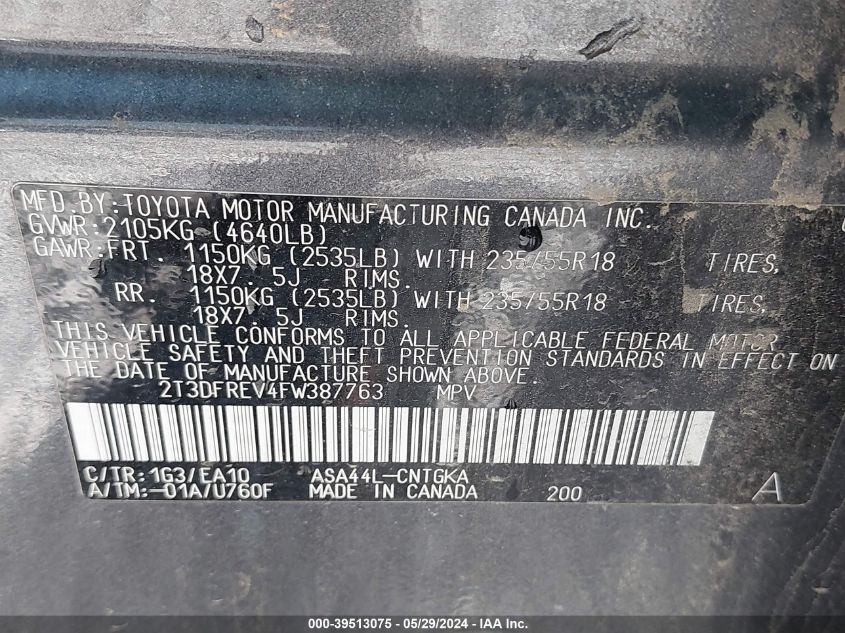 MFD. BY: TOYOTA MOTOR MANUFACTURING CANADA INC.
GVWR: 2105KG (4640LB)
GAWR: FRT. 1150KG (2535LB) WITH 235/55R18 TIRES,
18X7. 5J RIMS.
RR. 1150KG (2535LB) WITH 235/55R18 TIRES,
18X7. 5J RIMS.
THIS VEHICLE CONFORMS TO ALL APPLICABLE FEDERAL MOTOR
VEHICLE SAFETY AND THEFT PREVENTION STANDARDS IN EFFECT ON
THE DATE OF MANUFACTURE SHOWN ABOVE.
2T3DFREV4FW387763 MPV
C/TR: 1G3/EA10 ASA44L-CNTGKA
A/TM:-01A/U760F MADE IN CANADA 200 A
000-39513075 - 05/29/2024 - IAA Inc.